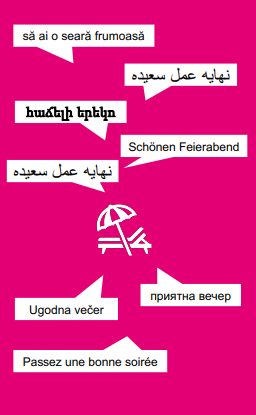 să ai o seară frumoasă
نهایه عمل سعیده
հաճելի երեկո
Schönen Feierabend
نهایه عمل سعیده
приятна вечер
Ugodna večer
Passez une bonne soirée